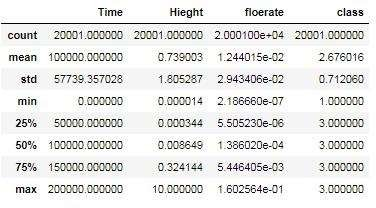 Time Hieght floerate class
count 20001.000000 20001.000000 2.000100e+04 20001.000000
mean 100000.000000 0.739003 1.244015e-02 2.676016
std 57739.357028 1.805287 2.943406e-02 0.712060
min 0.000000 0.000014 2.186660e-07 1.000000
25% 50000.000000 0.000344 5.505230e-06 3.000000
50% 100000.000000 0.008649 1.386020e-04 3.000000
75% 150000.000000 0.324144 5.446405e-03 3.000000
max 200000.000000 10.000000 1.602564e-01 3.000000